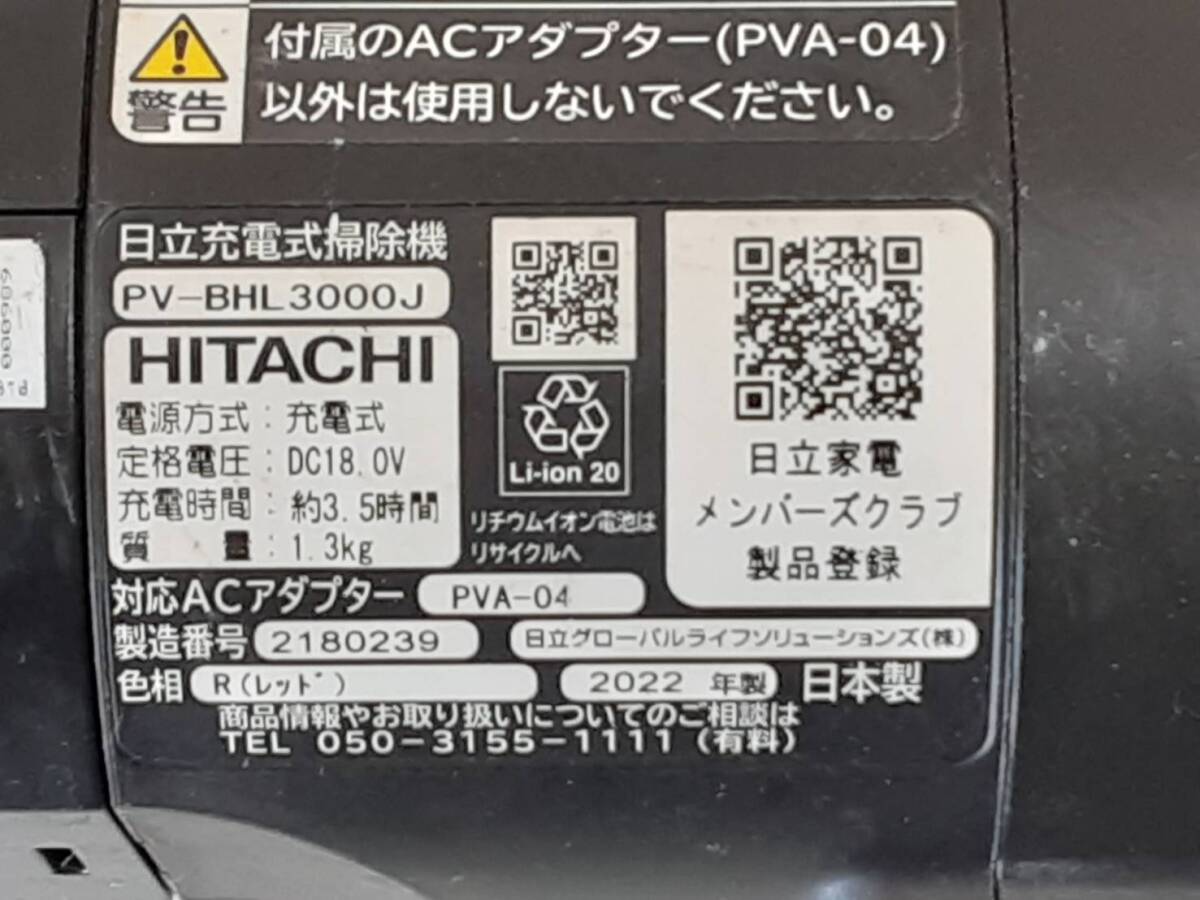 警告
付属のACアダプター(PVA-04)
以外は使用しないでください。
日立充電式掃除機
PV-BHL3000J
HITACHI
電源方式：充電式
定格電圧：DC18.0V
充電時間：約3.5時間
質　　量：1.3kg
Li-ion 20
リチウムイオン電池は
リサイクルへ
日立家電
メンバーズクラブ
製品登録
対応ACアダプター PVA-04
製造番号 2180239 日立グローバルライフソリューションズ(株)
色相 R(レッド) 2022 年製 日本製
商品情報やお取り扱いについてのご相談は
TEL 050-3155-1111（有料）